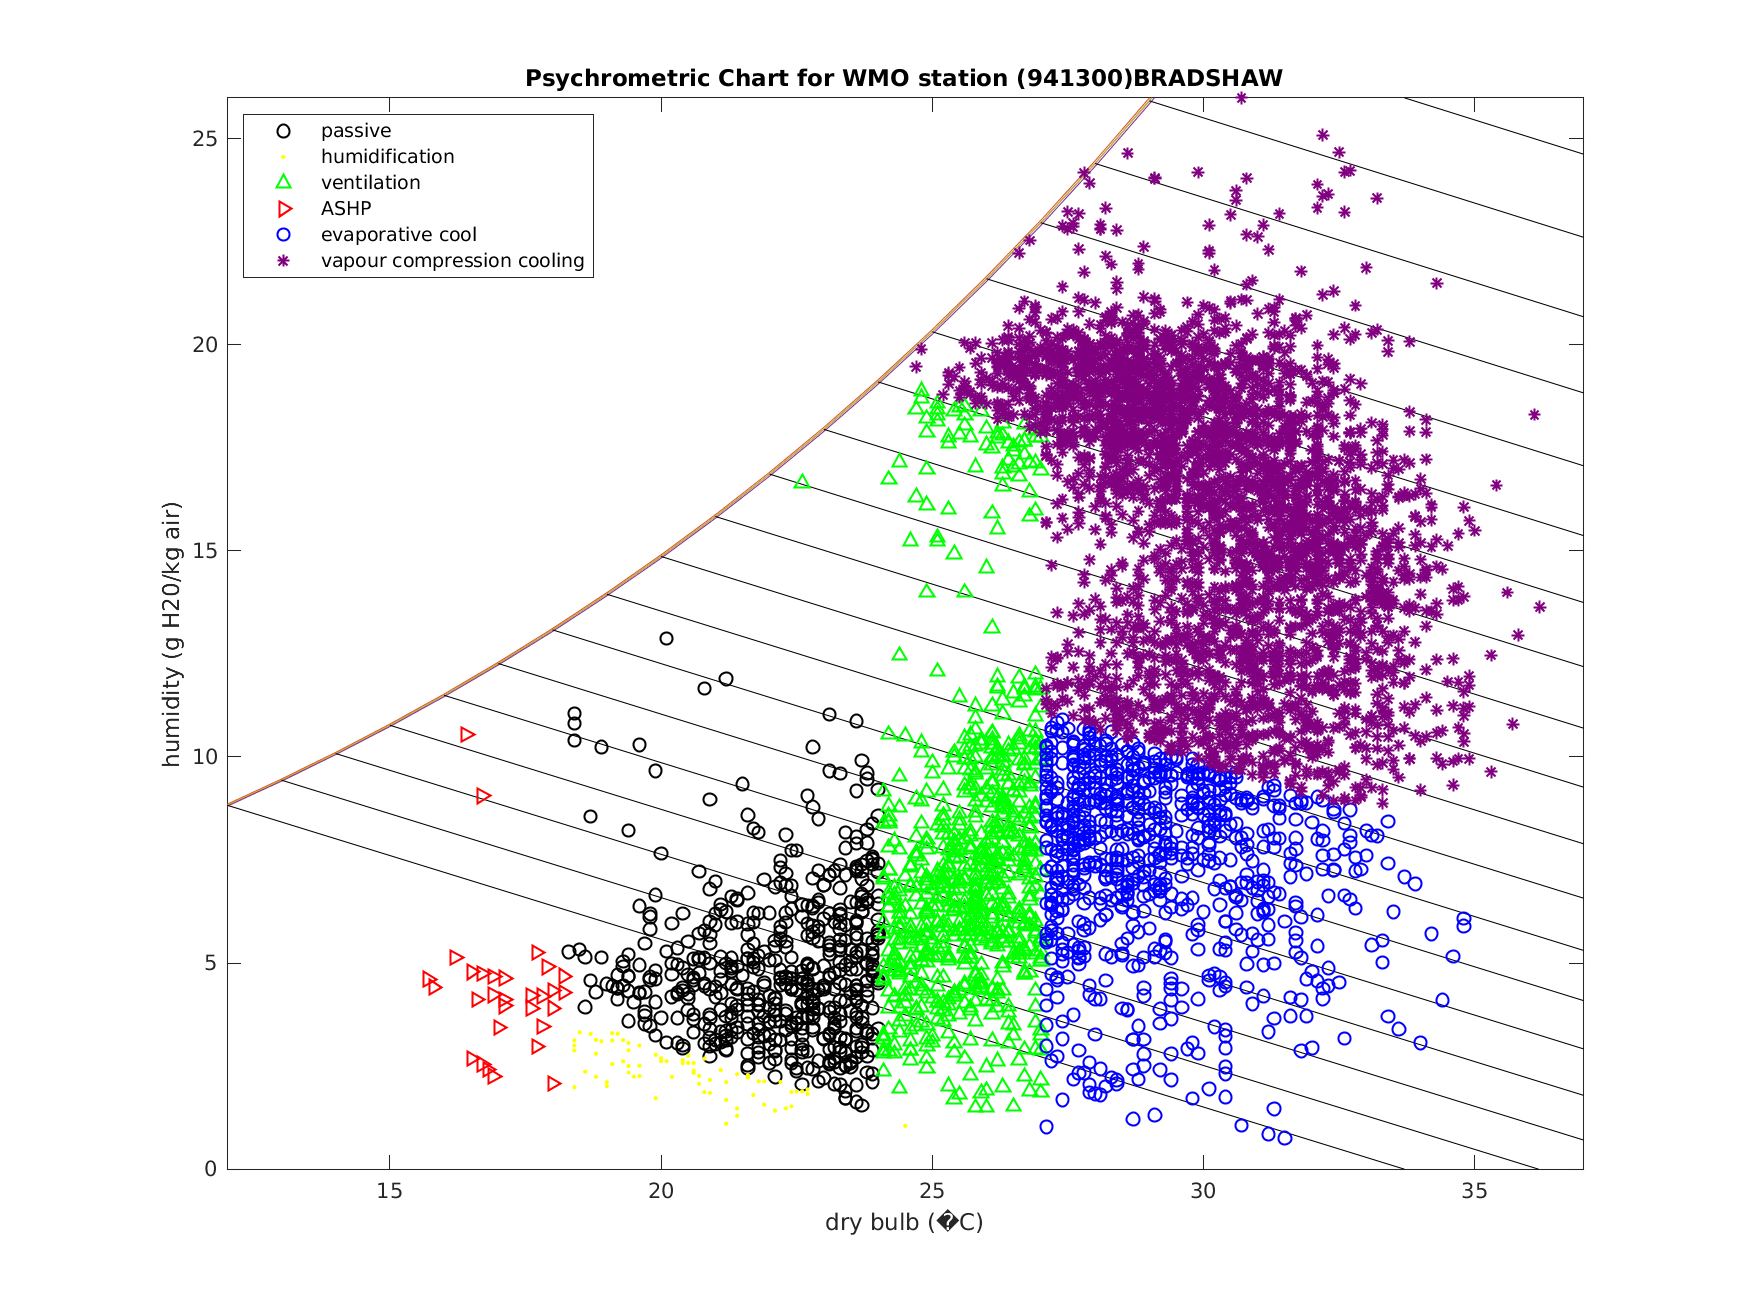 Psychrometric Chart for WMO station (941300)BRADSHAW
passive
humidification
ventilation
ASHP
evaporative cool
vapour compression cooling
humidity (g H20/kg air)
25
20
15
10
5
0
15
20
25
30
35
dry bulb (�C)